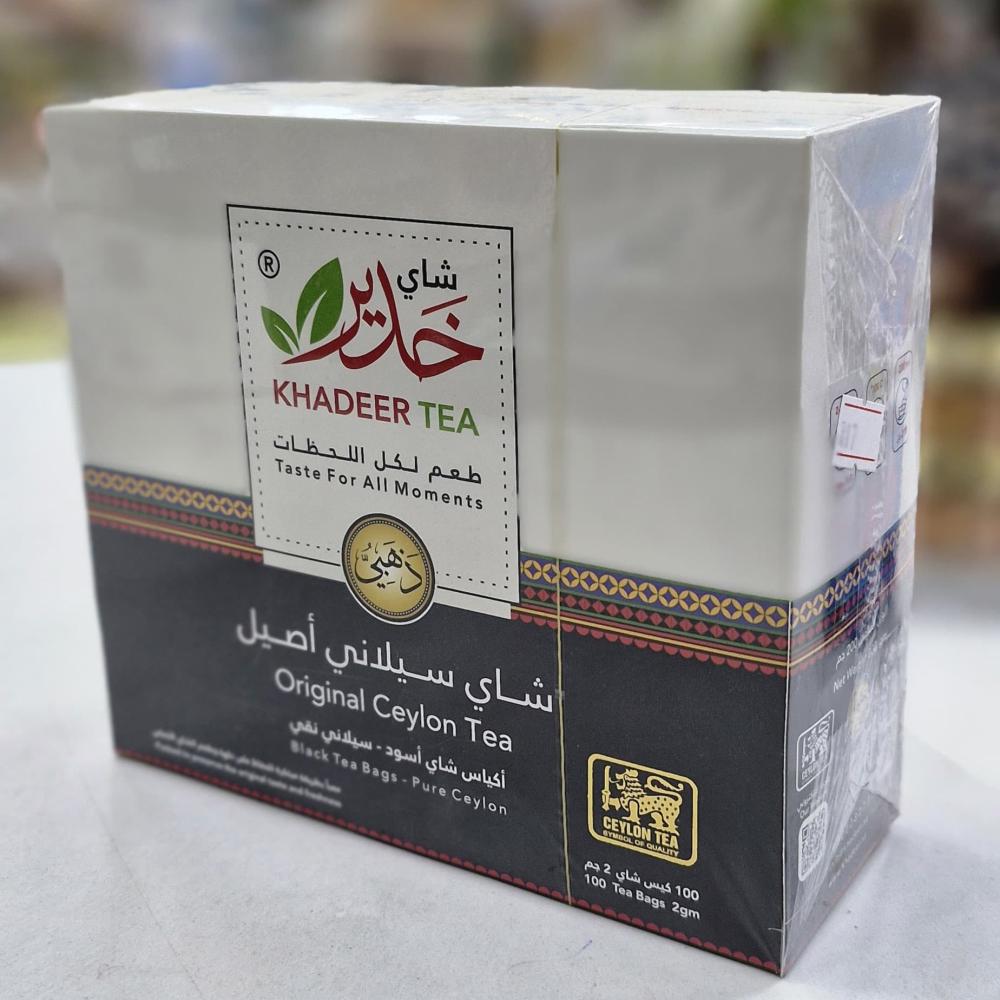 ®
شاي
خدير
KHADEER TEA
طعم لكل اللحظات
Taste For All Moments
ذهبي
شاي سيلاني أصيل
Original Ceylon Tea
أكياس شاي أسود - سيلاني نقي
Black Tea Bags - Pure Ceylon
CEYLON TEA
SYMBOL OF QUALITY
100 كيس شاي 2 جم
100 Tea Bags 2gm